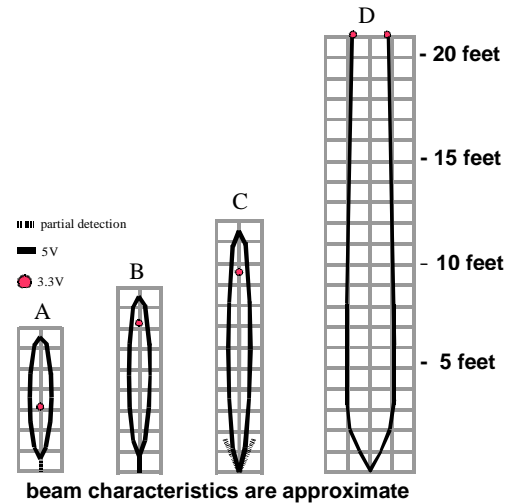 D
- 20 feet
- 15 feet
C
partial detection
5V
- 10 feet
3.3V
B
A
- 5 feet
beam characteristics are approximate